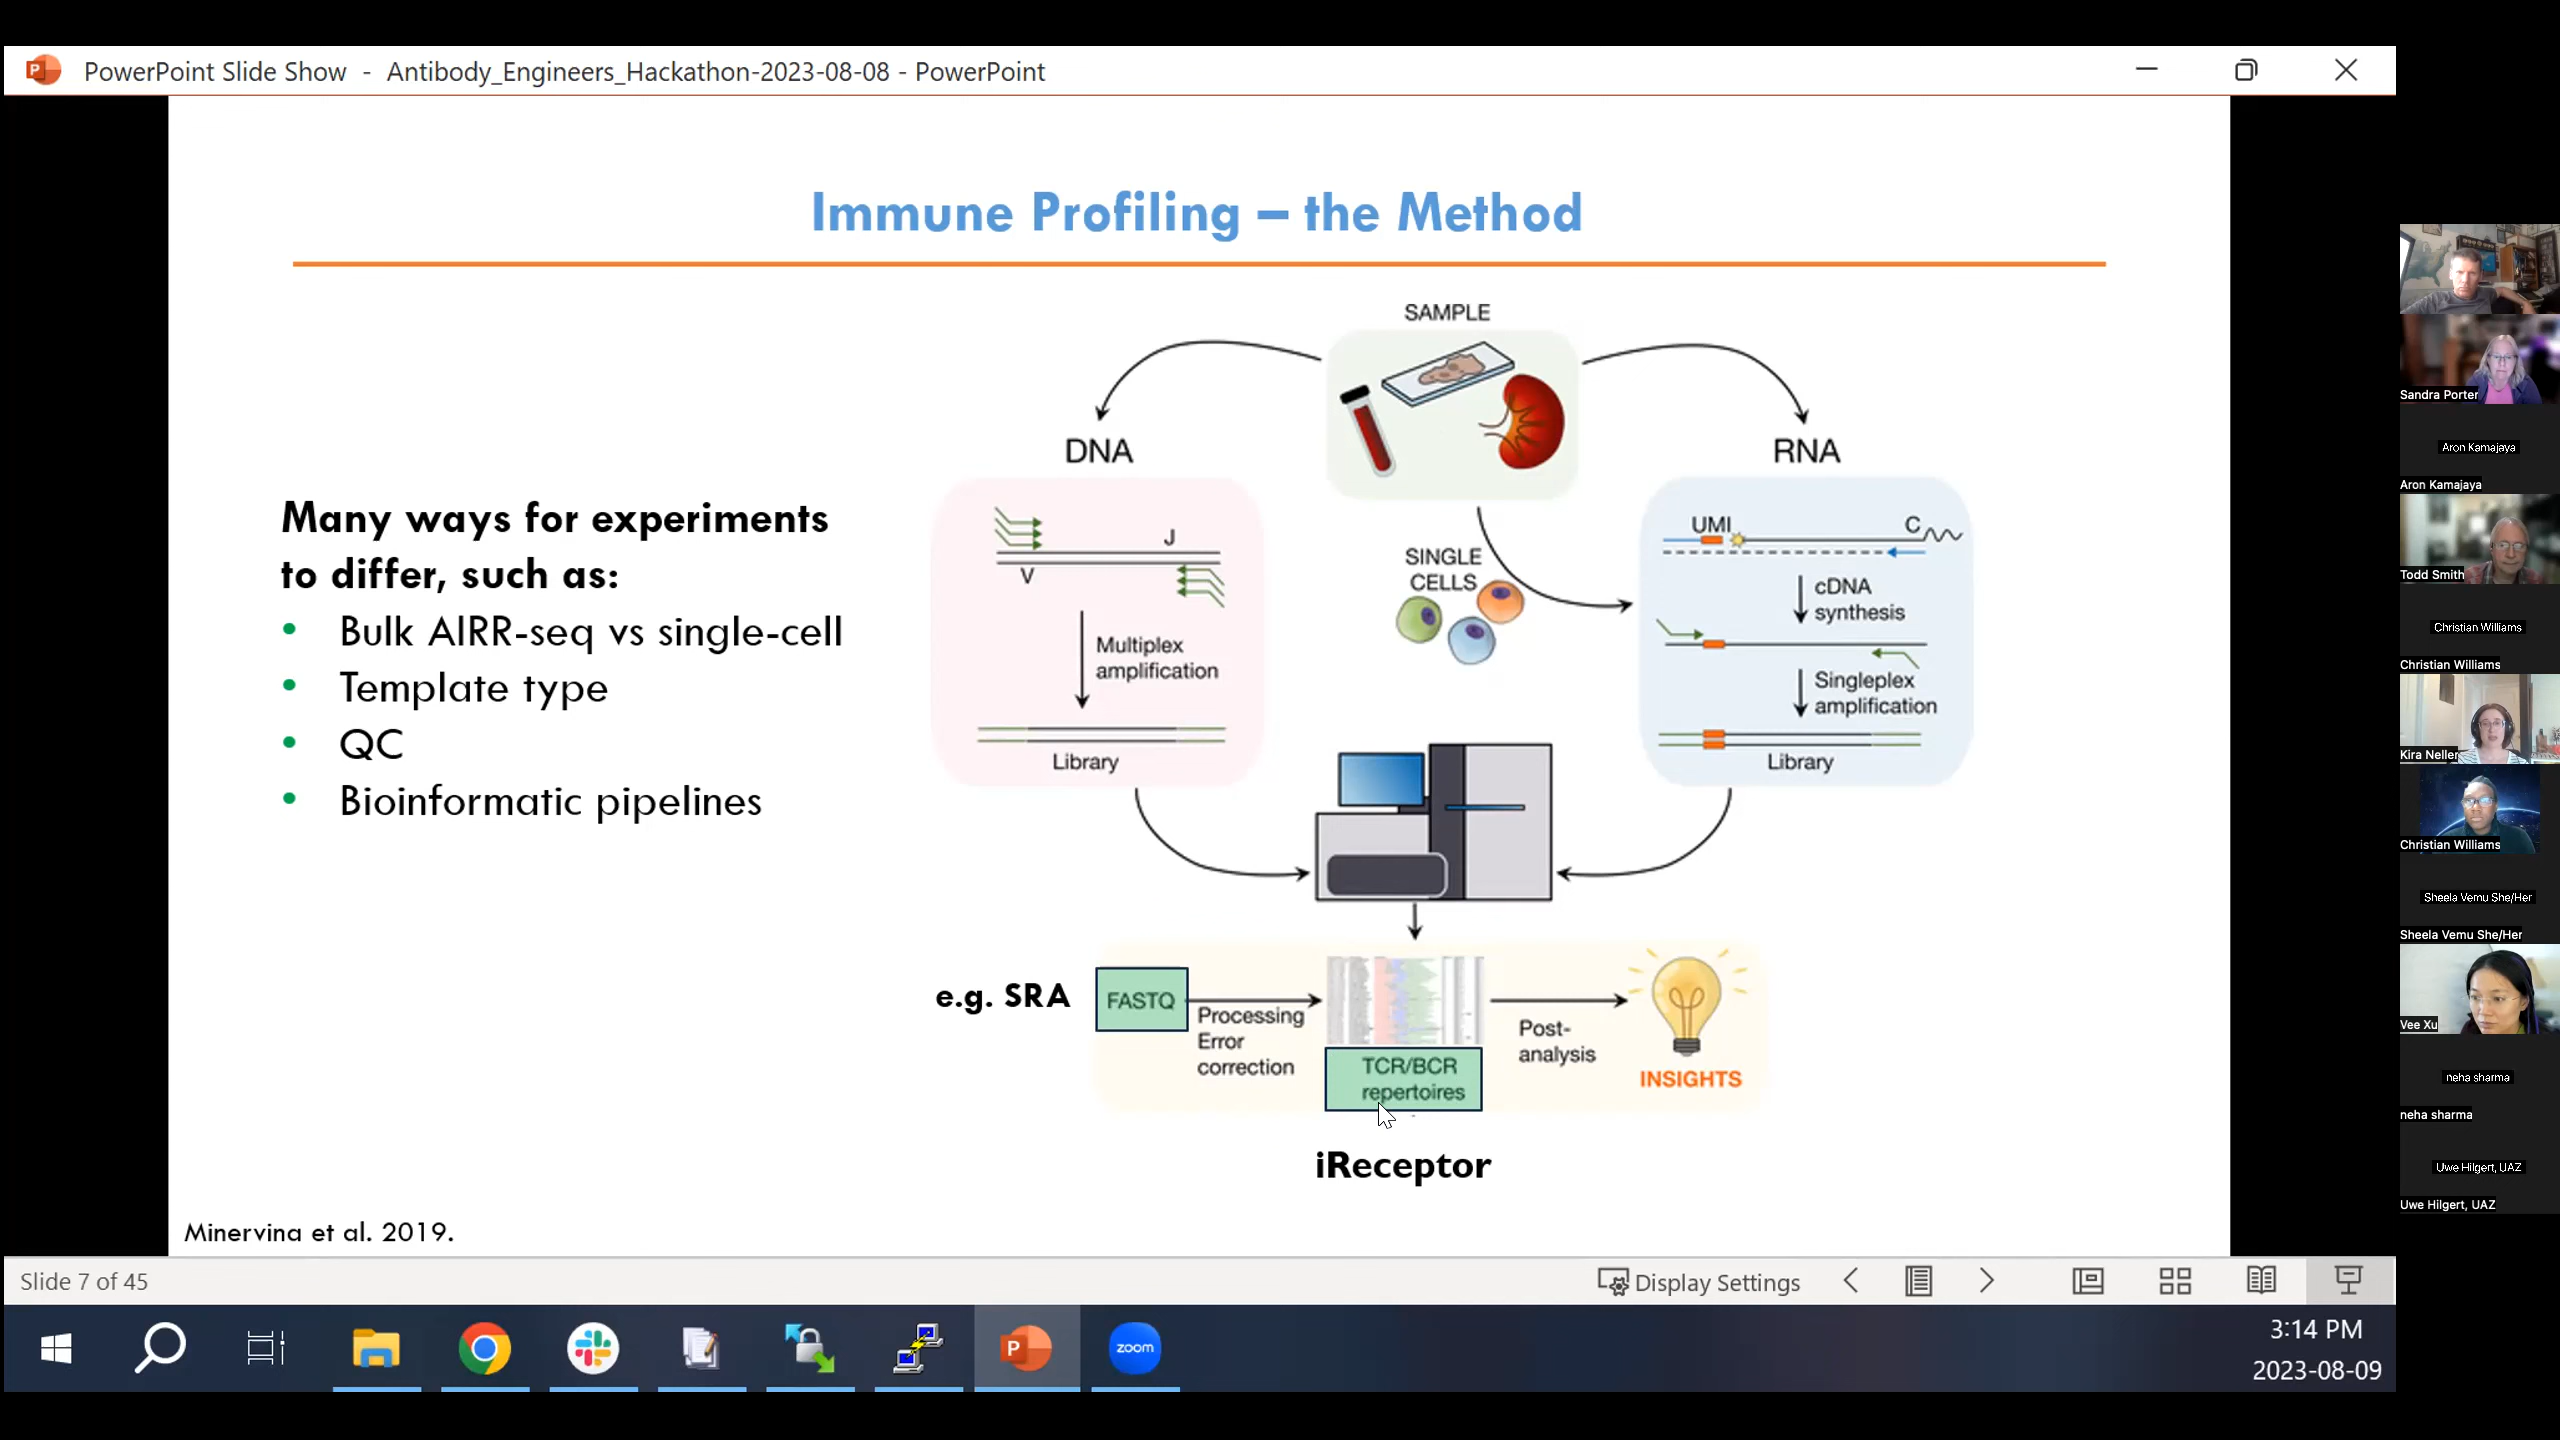 PowerPoint Slide Show - Antibody_Engineers_Hackathon-2023-08-08 - PowerPoint
Immune Profiling – the Method
Many ways for experiments
to differ, such as:
• Bulk AIRR-seq vs single-cell
• Template type
• QC
• Bioinformatic pipelines
SAMPLE
DNA
RNA
J
V
Multiplex
amplification
Library
SINGLE
CELLS
UMI
C
cDNA
synthesis
Singleplex
amplification
Library
e.g. SRA
FASTQ
Processing
Error
correction
TCR/BCR
repertoires
Post-
analysis
INSIGHTS
iReceptor
Minervina et al. 2019.
Slide 7 of 45
Display Settings
zoom
3:14 PM
2023-08-09
Sandra Porter
Aron Kamajaya
Aron Kamajaya
Todd Smith
Christian Williams
Christian Williams
Kira Neller
Christian Williams
Sheela Vemu She/Her
Sheela Vemu She/Her
Vee Xu
neha sharma
neha sharma
Uwe Hilgert, UAZ
Uwe Hilgert, UAZ